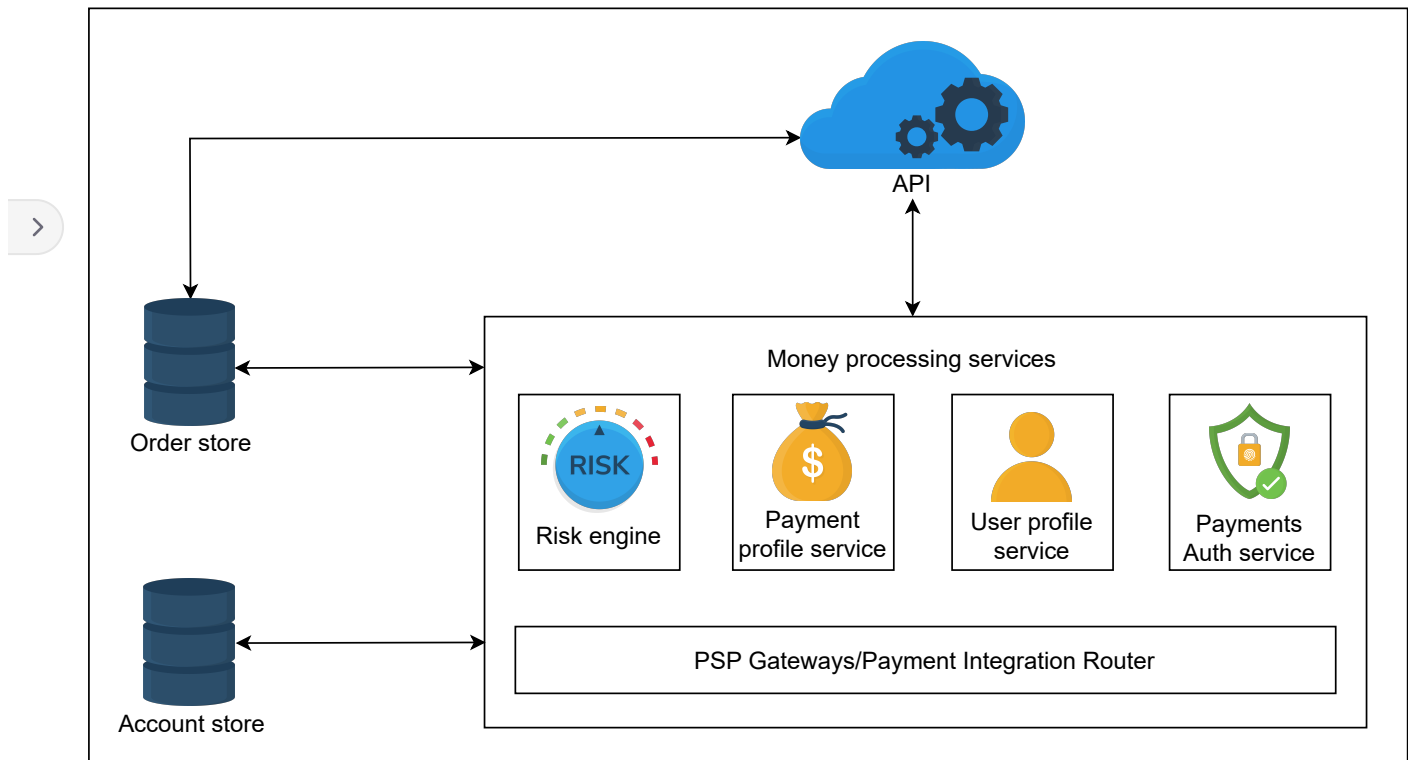 API
Order store
Money processing services
RISK
Risk engine
$
Payment
profile service
User profile
service
Payments
Auth service
Account store
PSP Gateways/Payment Integration Router